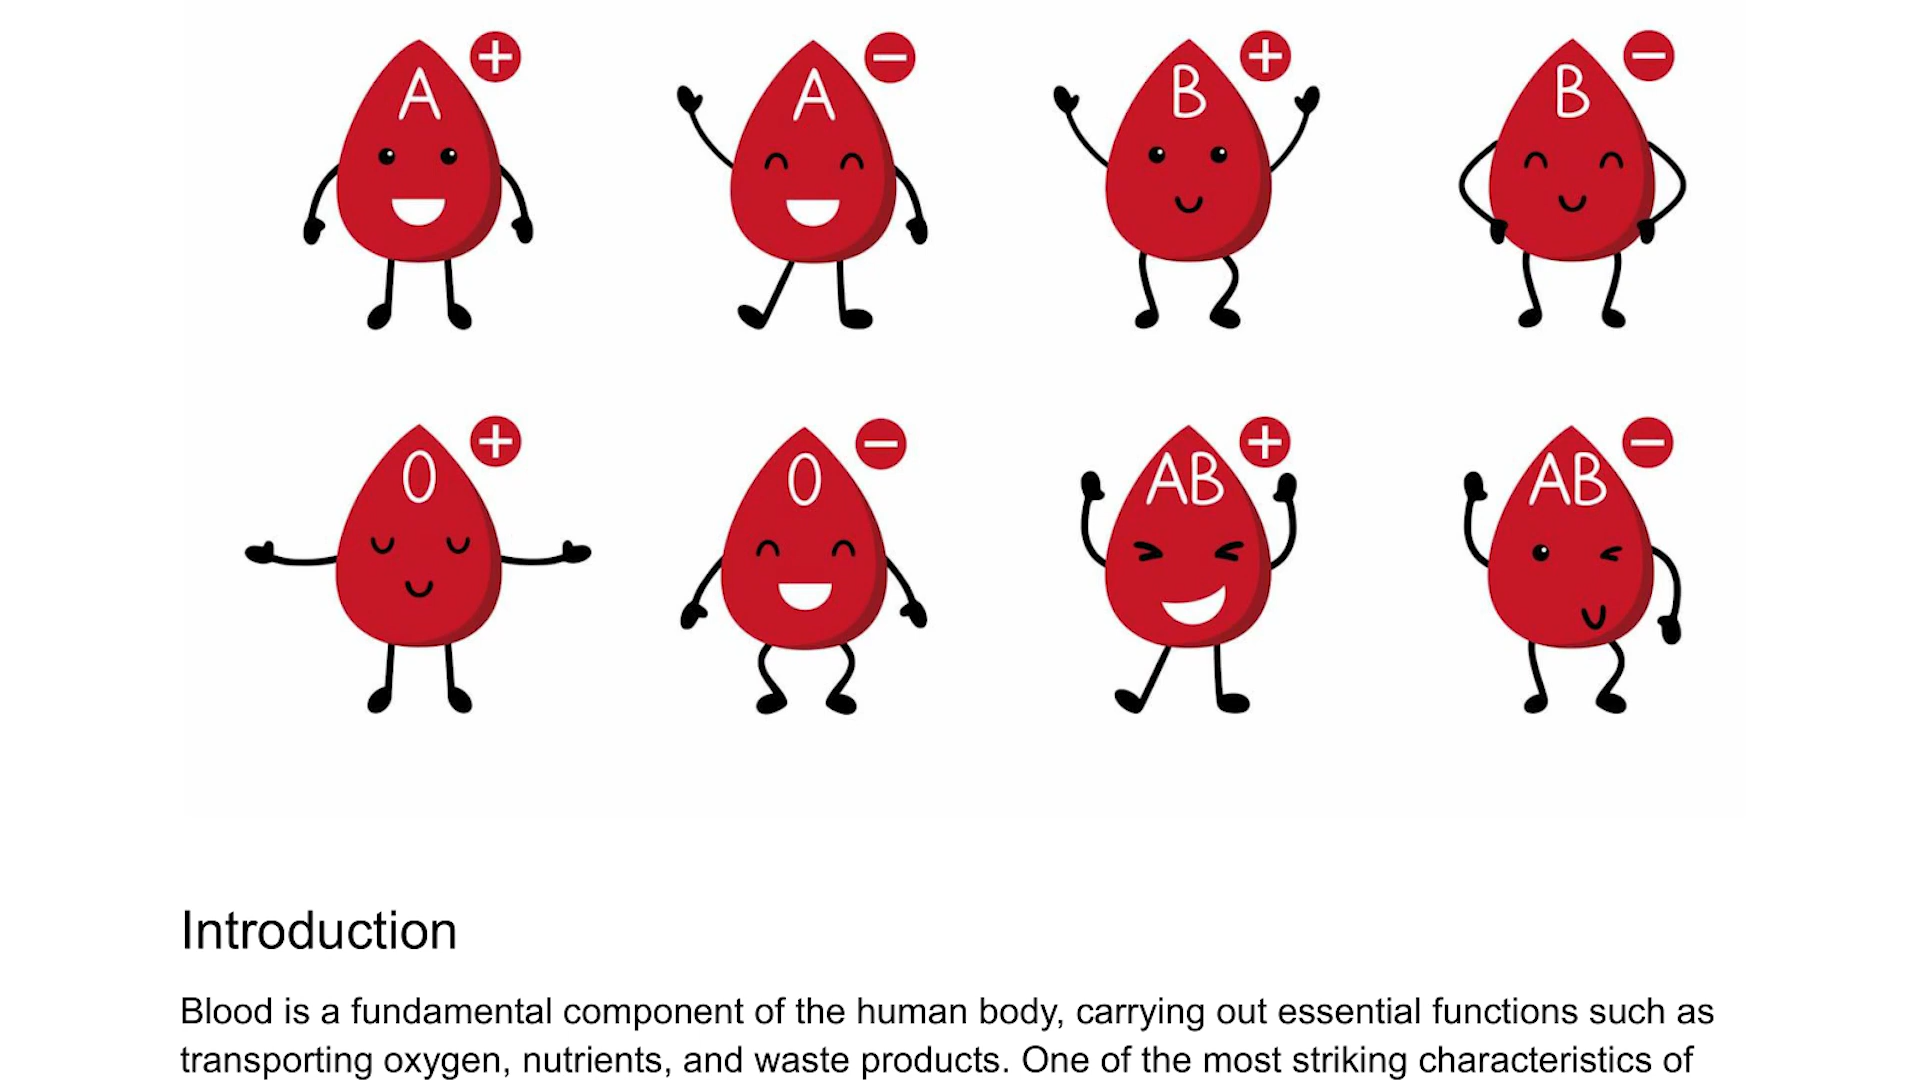 A + A − B + B −
O + O − AB + AB −
Introduction
Blood is a fundamental component of the human body, carrying out essential functions such as
transporting oxygen, nutrients, and waste products. One of the most striking characteristics of